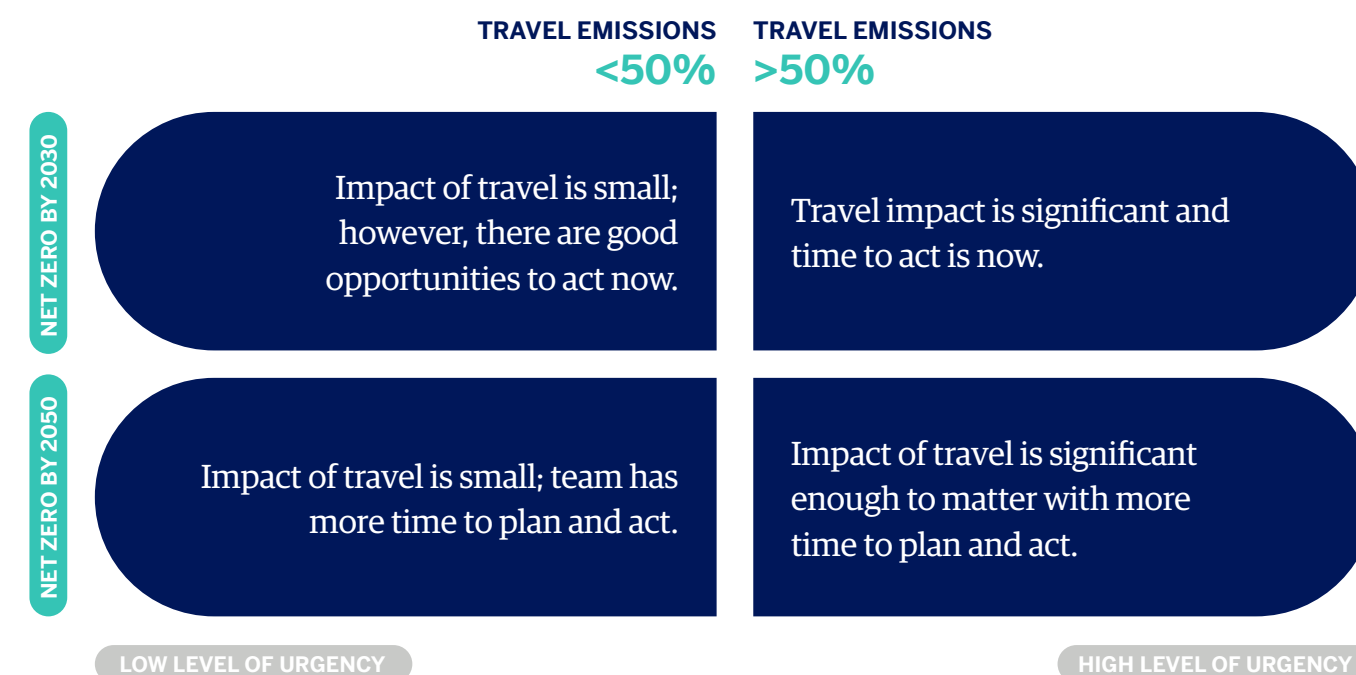 TRAVEL EMISSIONS
<50%
TRAVEL EMISSIONS
>50%
NET ZERO BY 2030
Impact of travel is small;
however, there are good
opportunities to act now.
Travel impact is significant and
time to act is now.
NET ZERO BY 2050
Impact of travel is small; team has
more time to plan and act.
Impact of travel is significant
enough to matter with more
time to plan and act.
LOW LEVEL OF URGENCY
HIGH LEVEL OF URGENCY